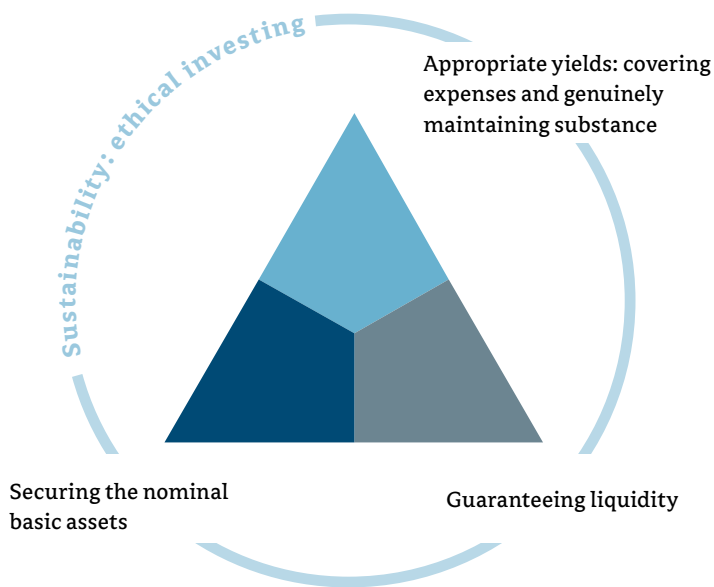 Sustainability: ethical investing
Appropriate yields: covering
expenses and genuinely
maintaining substance
Securing the nominal
basic assets
Guaranteeing liquidity